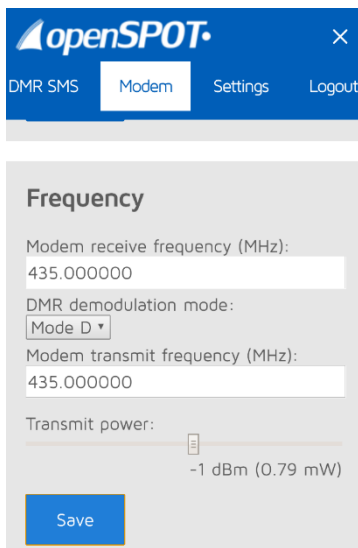 openSPOT
DMR SMS Modem Settings Logout
Frequency
Modem receive frequency (MHz):
435.000000
DMR demodulation mode:
Mode D
Modem transmit frequency (MHz):
435.000000
Transmit power:
-1 dBm (0.79 mW)
Save